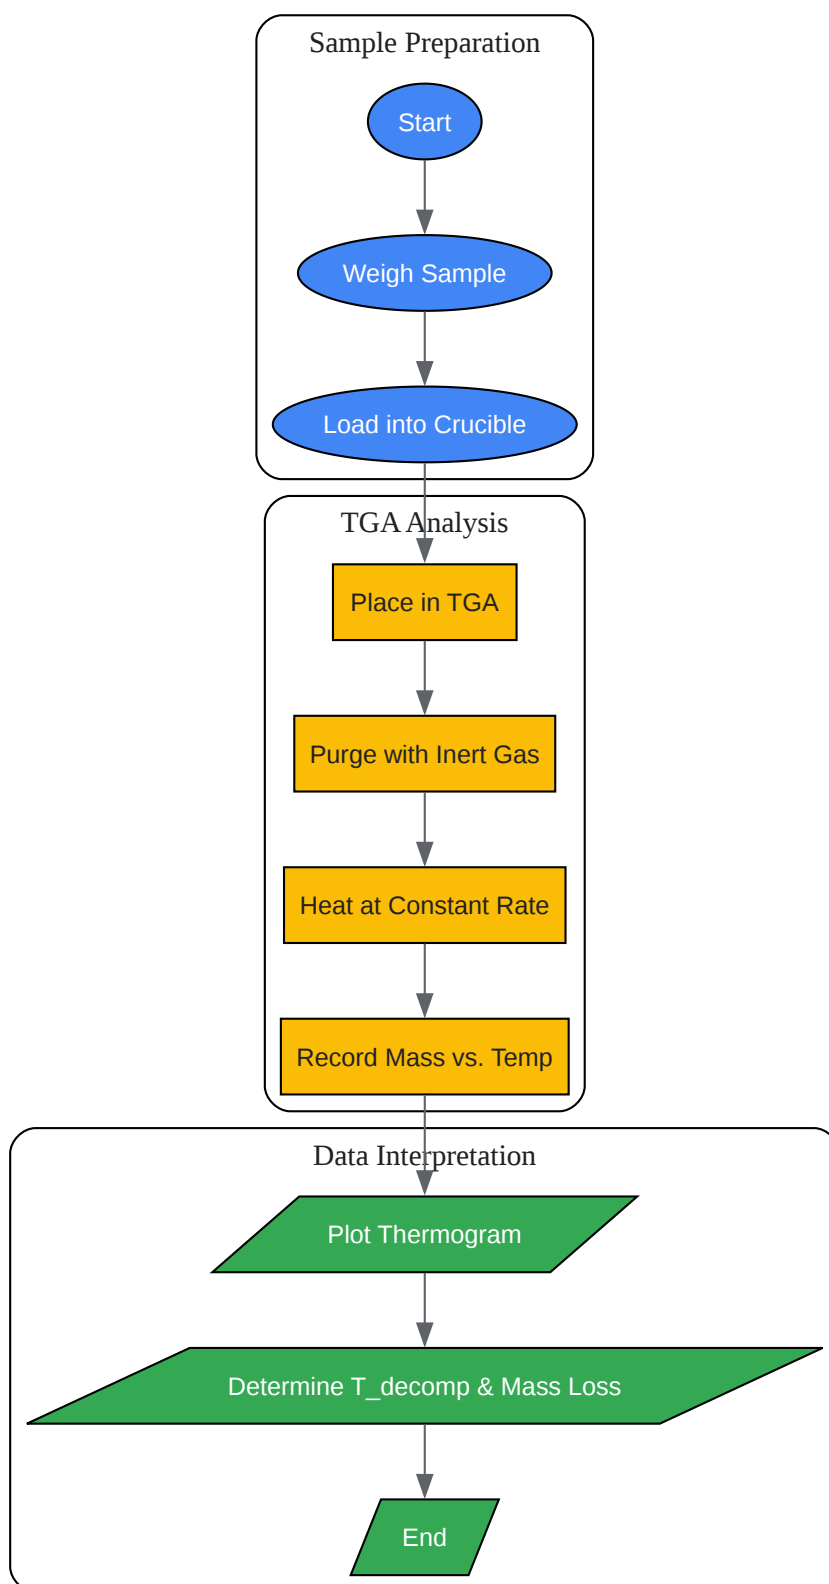 Sample Preparation
Start
Weigh Sample
Load into Crucible
TGA Analysis
Place in TGA
Purge with Inert Gas
Heat at Constant Rate
Record Mass vs. Temp
Data Interpretation
Plot Thermogram
Determine T_decomp & Mass Loss
End